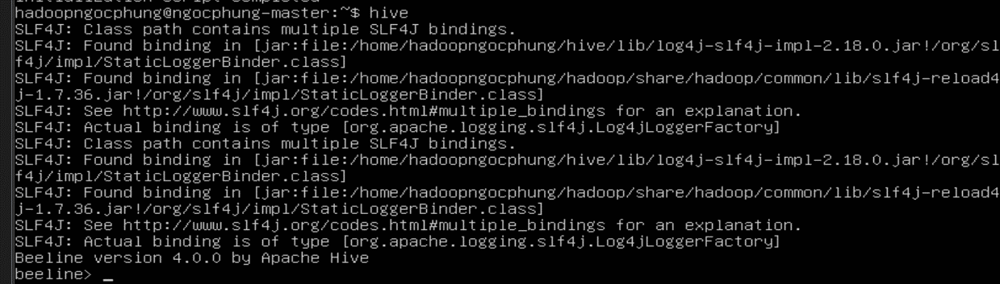 Initialization script completed
hadoopngocphung@ngocphung-master:~$ hive
SLF4J: Class path contains multiple SLF4J bindings.
SLF4J: Found binding in [jar:file:/home/hadoopngocphung/hive/lib/log4j-slf4j-impl-2.18.0.jar!/org/sl
f4j/impl/StaticLoggerBinder.class]
SLF4J: Found binding in [jar:file:/home/hadoopngocphung/hadoop/share/hadoop/common/lib/slf4j-reload4
j-1.7.36.jar!/org/slf4j/impl/StaticLoggerBinder.class]
SLF4J: See http://www.slf4j.org/codes.html#multiple_bindings for an explanation.
SLF4J: Actual binding is of type [org.apache.logging.slf4j.Log4jLoggerFactory]
SLF4J: Class path contains multiple SLF4J bindings.
SLF4J: Found binding in [jar:file:/home/hadoopngocphung/hive/lib/log4j-slf4j-impl-2.18.0.jar!/org/sl
f4j/impl/StaticLoggerBinder.class]
SLF4J: Found binding in [jar:file:/home/hadoopngocphung/hadoop/share/hadoop/common/lib/slf4j-reload4
j-1.7.36.jar!/org/slf4j/impl/StaticLoggerBinder.class]
SLF4J: See http://www.slf4j.org/codes.html#multiple_bindings for an explanation.
SLF4J: Actual binding is of type [org.apache.logging.slf4j.Log4jLoggerFactory]
Beeline version 4.0.0 by Apache Hive
beeline> _